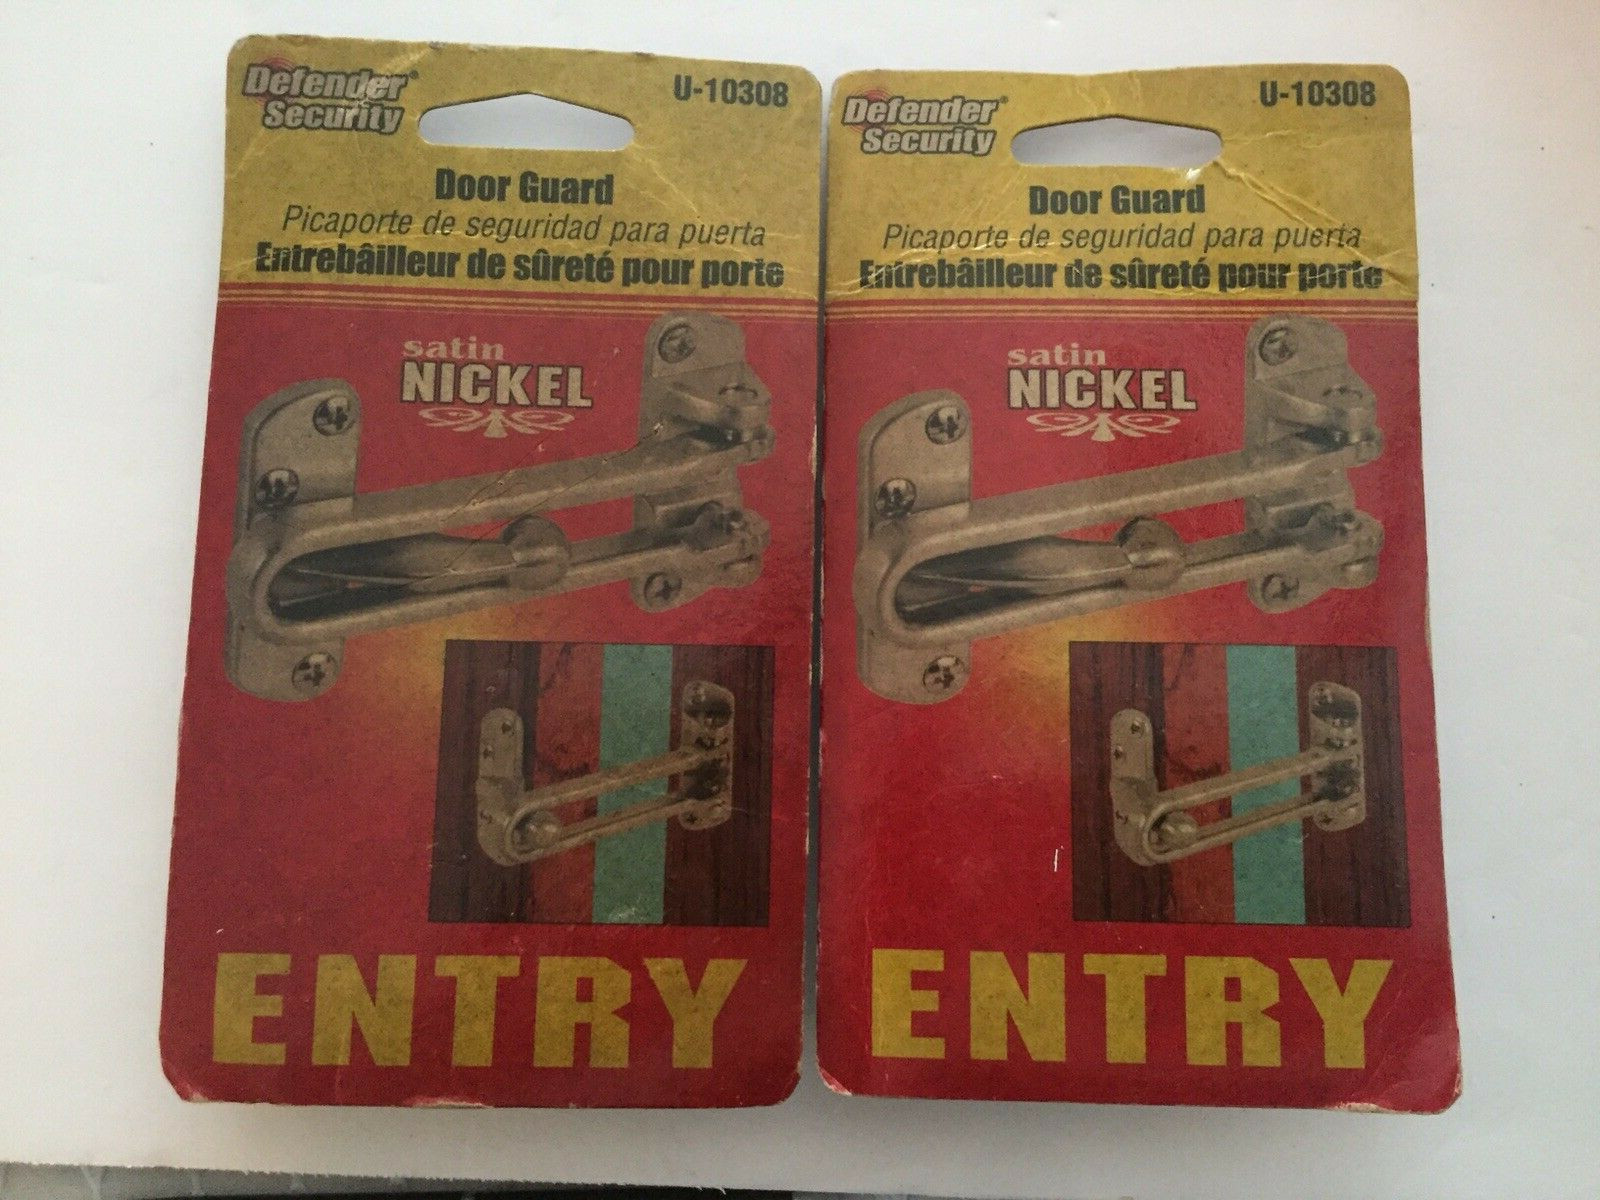 Defender®
Security
U-10308
Door Guard
Picaporte de seguridad para puerta
Entrebâilleur de sûreté pour porte
satin
NICKEL
ENTRY
Defender®
Security
U-10308
Door Guard
Picaporte de seguridad para puerta
Entrebâilleur de sûreté pour porte
satin
NICKEL
ENTRY